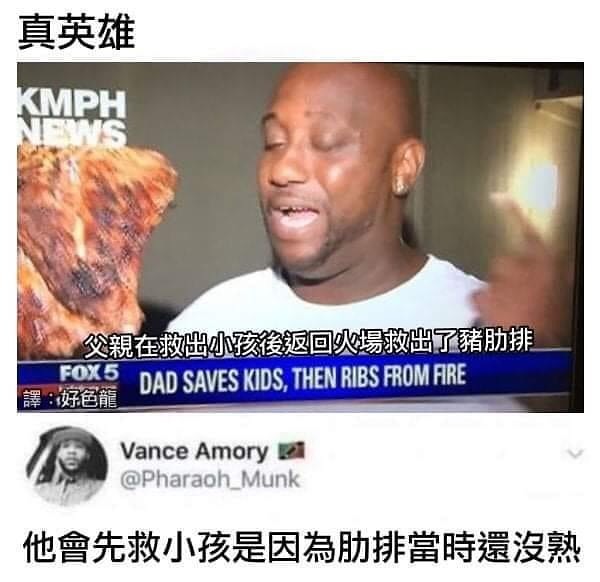 真英雄
KMPH
NEWS
父親在救出小孩後返回火場救出了豬肋排
FOX 5
DAD SAVES KIDS, THEN RIBS FROM FIRE
譯：好色龍
Vance Amory 🇰🇳
@Pharaoh_Munk
他會先救小孩是因為肋排當時還沒熟